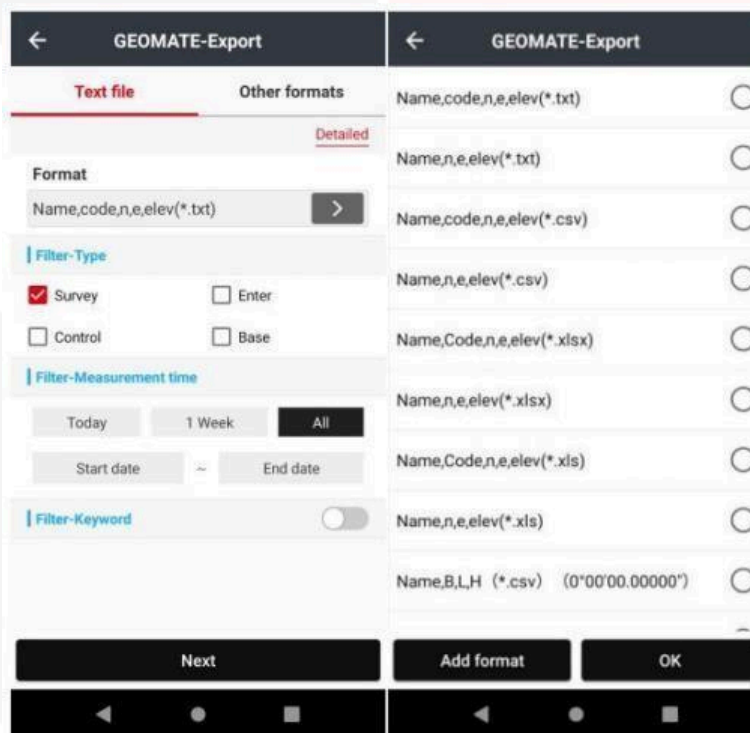 GEOMATE-Export
Text file Other formats
Detailed
Format
Name,code,n,e,elev(*.txt)
Filter-Type
Survey Enter
Control Base
Filter-Measurement time
Today 1 Week All
Start date ~ End date
Filter-Keyword
Next
GEOMATE-Export
Name,code,n,e,elev(*.txt)
Name,n,e,elev(*.txt)
Name,code,n,e,elev(*.csv)
Name,n,e,elev(*.csv)
Name,Code,n,e,elev(*.xlsx)
Name,n,e,elev(*.xlsx)
Name,Code,n,e,elev(*.xls)
Name,n,e,elev(*.xls)
Name,B,L,H（*.csv）（0°00'00.00000"）
Add format OK